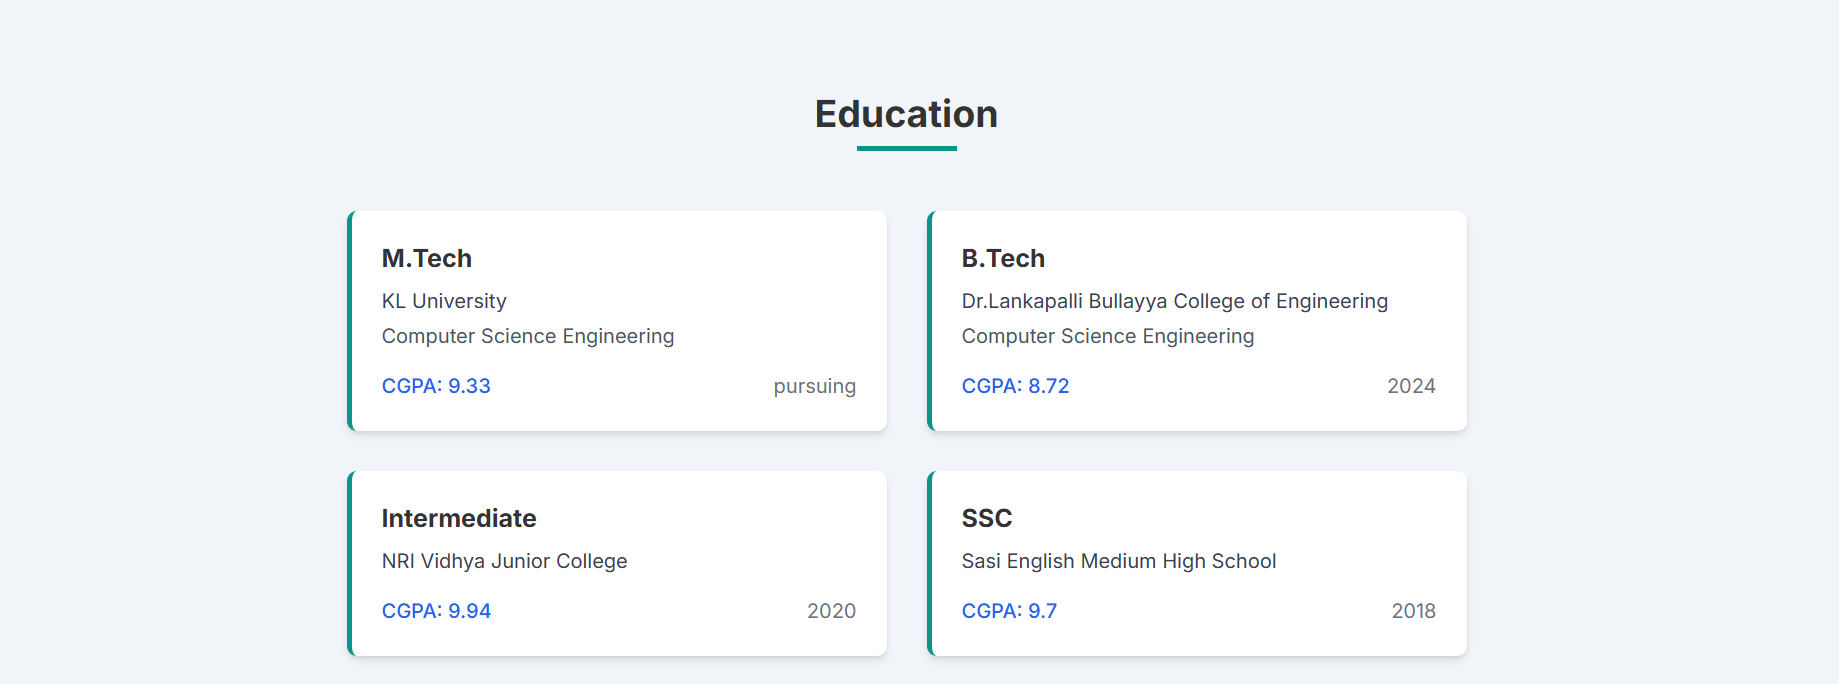 Education
M.Tech
KL University
Computer Science Engineering
CGPA: 9.33 pursuing
B.Tech
Dr.Lankapalli Bullayya College of Engineering
Computer Science Engineering
CGPA: 8.72 2024
Intermediate
NRI Vidhya Junior College
CGPA: 9.94 2020
SSC
Sasi English Medium High School
CGPA: 9.7 2018